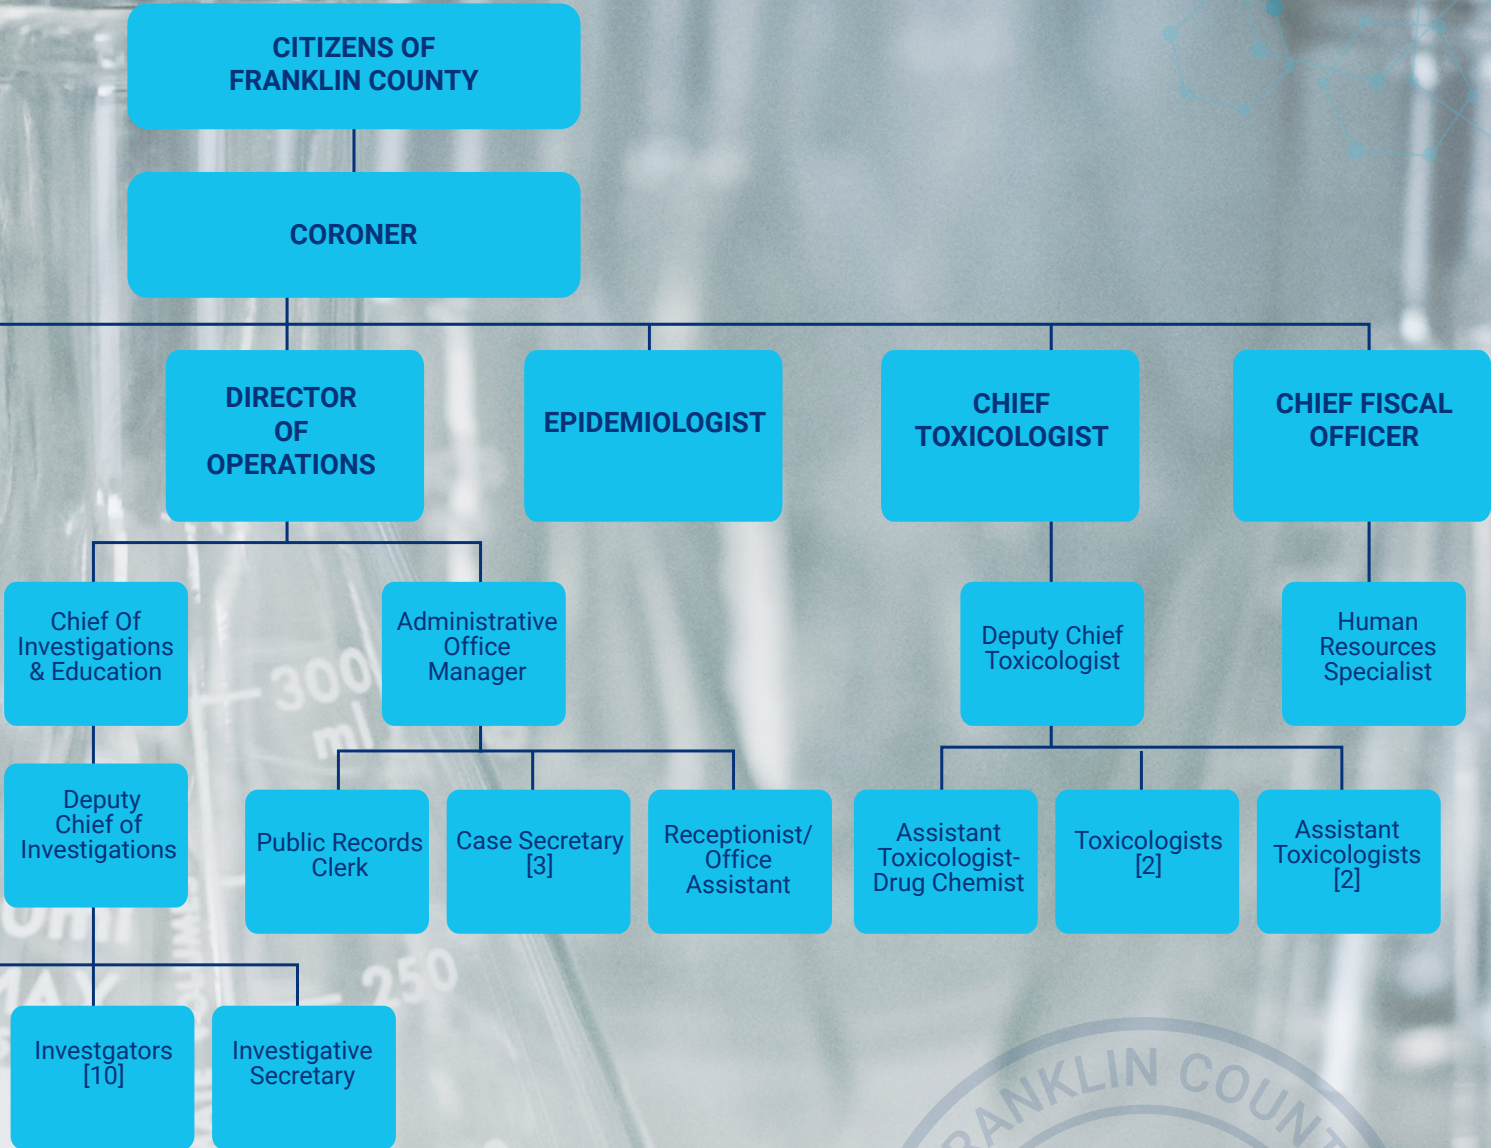 CITIZENS OF
FRANKLIN COUNTY
CORONER
DIRECTOR
OF
OPERATIONS
EPIDEMIOLOGIST
CHIEF
TOXICOLOGIST
CHIEF FISCAL
OFFICER
Chief Of
Investigations
& Education
Administrative
Office
Manager
Deputy Chief
Toxicologist
Human
Resources
Specialist
300
ml
Deputy
Chief of
Investigations
Public Records
Clerk
Case Secretary
[3]
Receptionist/
Office
Assistant
Assistant
Toxicologist-
Drug Chemist
Toxicologists
[2]
Assistant
Toxicologists
[2]
250
Investgators
[10]
Investigative
Secretary
RANKLIN COUNT